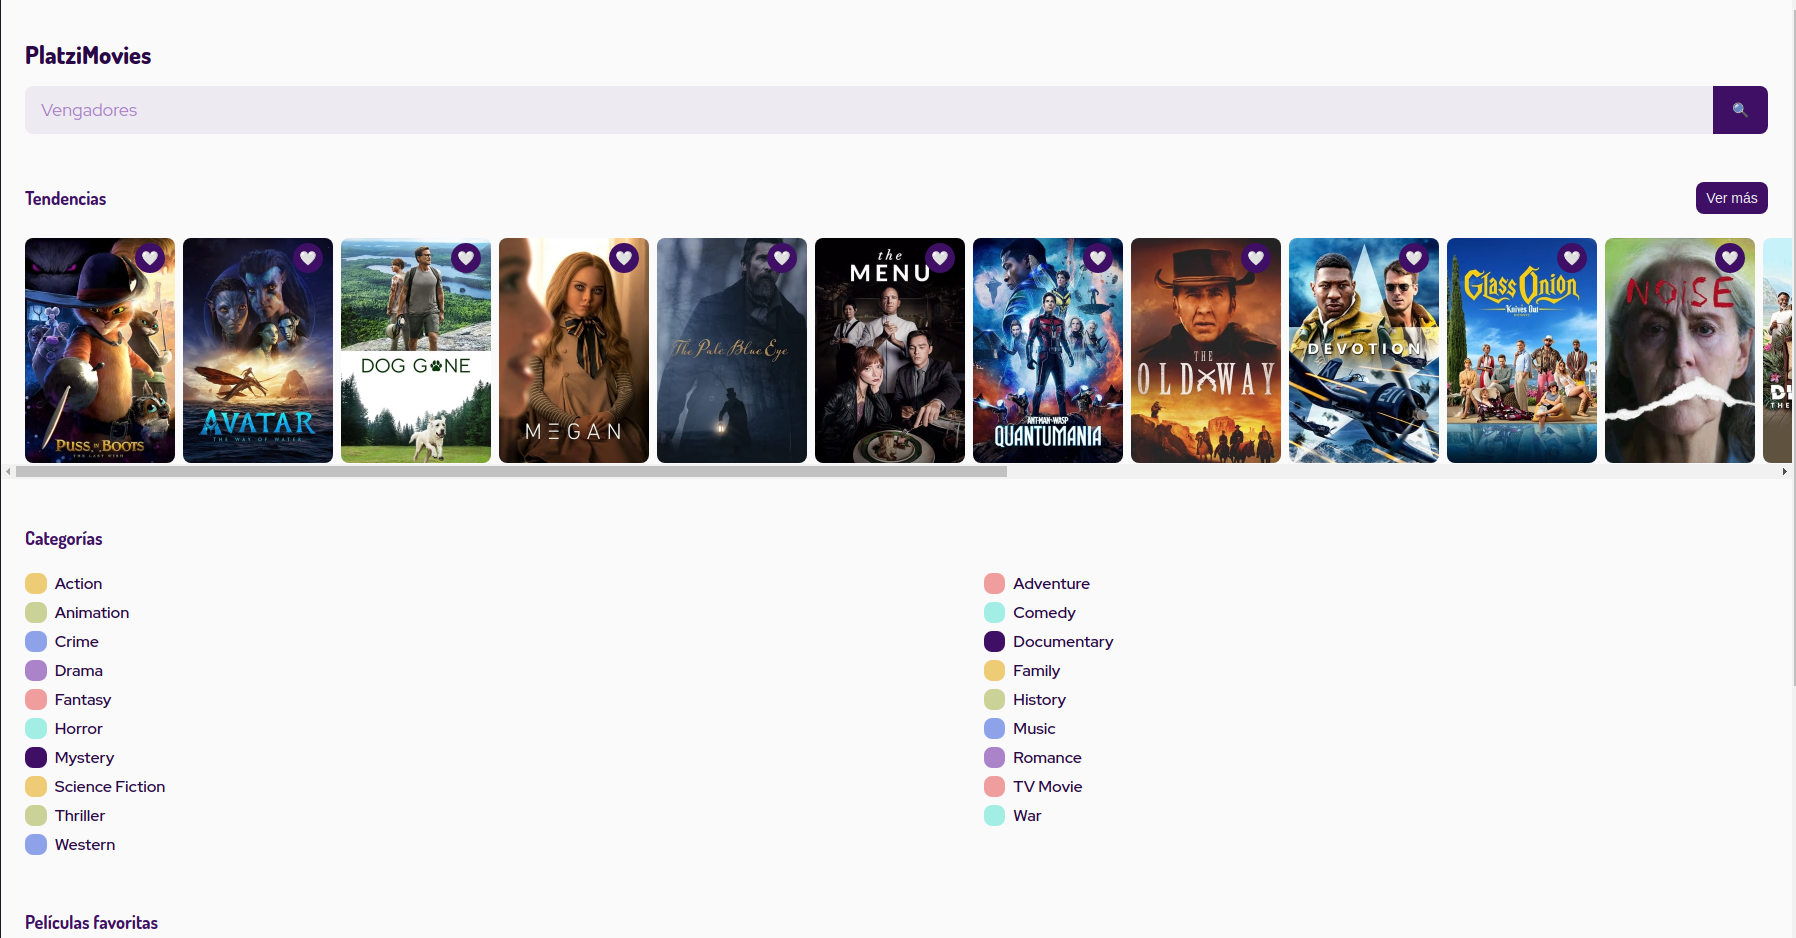 PlatziMovies
Vengadores
Tendencias
Ver más
PUSS IN BOOTS
THE LAST WISH
AVATAR
THE WAY OF WATER
DOG GONE
MEGAN
The Pale Blue Eye
the
MENU
ANT-MAN AND THE WASP
QUANTUMANIA
THE
OLD WAY
DEVOTION
Glass Onion
Knives Out
NOISE
Categorías
Action
Adventure
Animation
Comedy
Crime
Documentary
Drama
Family
Fantasy
History
Horror
Music
Mystery
Romance
Science Fiction
TV Movie
Thriller
War
Western
Películas favoritas